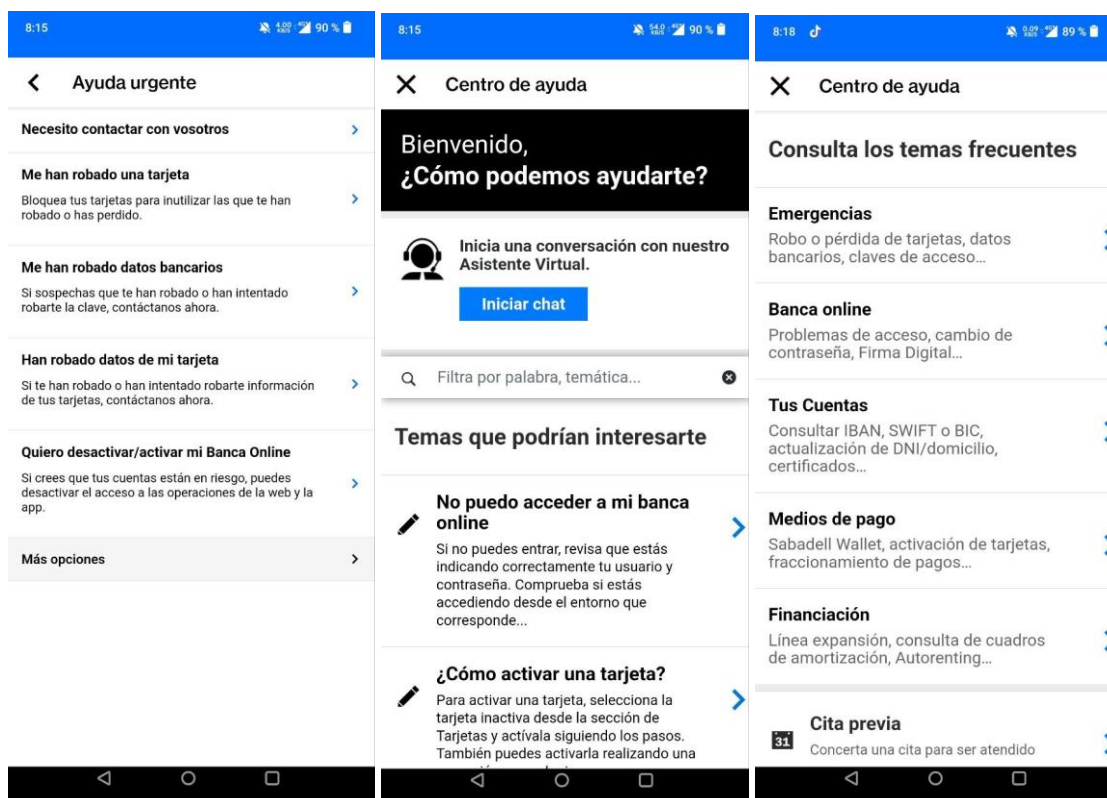 8:15
4.00 KB/S 4G 90 %
Ayuda urgente
Necesito contactar con vosotros
Me han robado una tarjeta
Bloquea tus tarjetas para inutilizar las que te han
robado o has perdido.
Me han robado datos bancarios
Si sospechas que te han robado o han intentado
robarte la clave, contáctanos ahora.
Han robado datos de mi tarjeta
Si te han robado o han intentado robarte información
de tus tarjetas, contáctanos ahora.
Quiero desactivar/activar mi Banca Online
Si crees que tus cuentas están en riesgo, puedes
desactivar el acceso a las operaciones de la web y la
app.
Más opciones
8:15
54.0 KB/S 4G 90 %
Centro de ayuda
Bienvenido,
¿Cómo podemos ayudarte?
Inicia una conversación con nuestro
Asistente Virtual.
Iniciar chat
Filtra por palabra, temática...
Temas que podrían interesarte
No puedo acceder a mi banca
online
Si no puedes entrar, revisa que estás
indicando correctamente tu usuario y
contraseña. Comprueba si estás
accediendo desde el entorno que
corresponde...
¿Cómo activar una tarjeta?
Para activar una tarjeta, selecciona la
tarjeta inactiva desde la sección de
Tarjetas y actívala siguiendo los pasos.
También puedes activarla realizando una
8:18
0.09 KB/S 4G 89 %
Centro de ayuda
Consulta los temas frecuentes
Emergencias
Robo o pérdida de tarjetas, datos
bancarios, claves de acceso...
Banca online
Problemas de acceso, cambio de
contraseña, Firma Digital...
Tus Cuentas
Consultar IBAN, SWIFT o BIC,
actualización de DNI/domicilio,
certificados...
Medios de pago
Sabadell Wallet, activación de tarjetas,
fraccionamiento de pagos...
Financiación
Línea expansión, consulta de cuadros
de amortización, Autorenting...
31
Cita previa
Concerta una cita para ser atendido